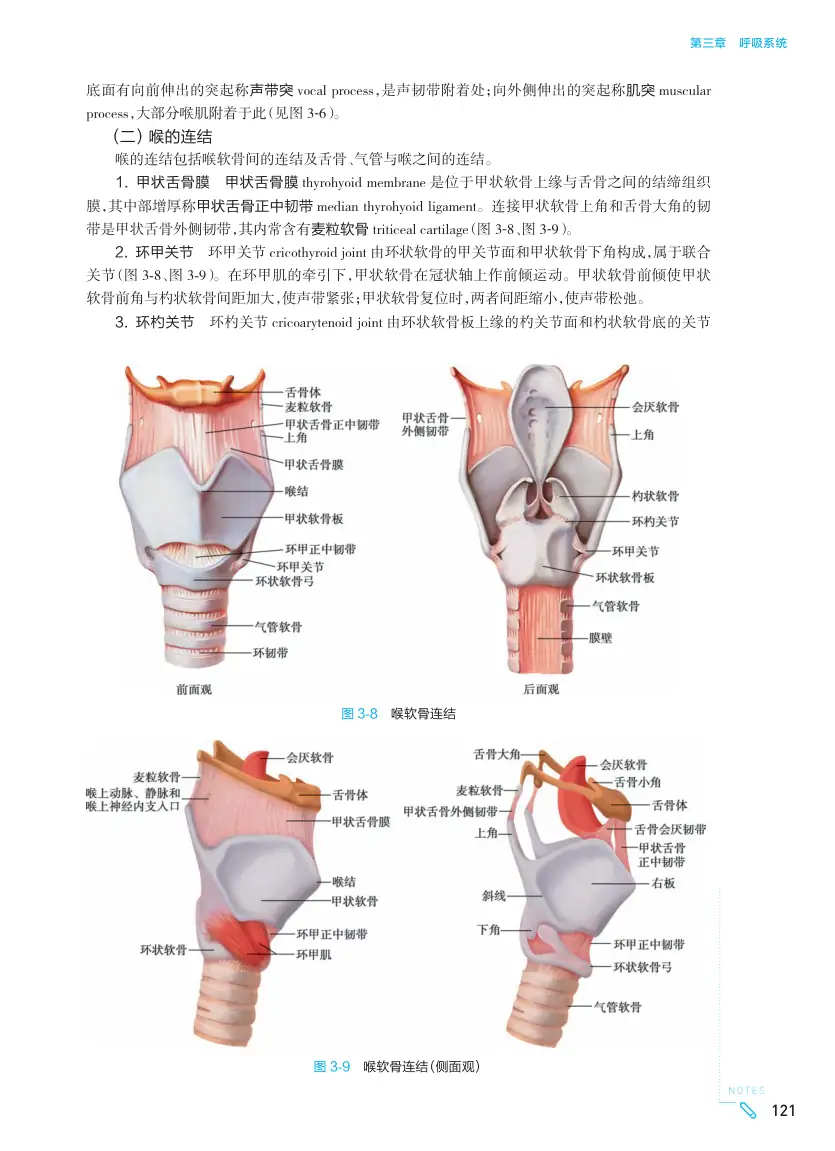 第三章 呼吸系统
底面有向前伸出的突起称声带突 vocal process,是声韧带附着处;向外侧伸出的突起称肌突 muscular
process,大部分喉肌附着于此(见图 3-6)。
(二)喉的连结
喉的连结包括喉软骨间的连结及舌骨、气管与喉之间的连结。
1. 甲状舌骨膜 甲状舌骨膜 thyrohyoid membrane 是位于甲状软骨上缘与舌骨之间的结缔组织
膜,其中部增厚称甲状舌骨正中韧带 median thyrohyoid ligament。连接甲状软骨上角和舌骨大角的韧
带是甲状舌骨外侧韧带,其内常含有麦粒软骨 triticeal cartilage(图 3-8、图 3-9)。
2. 环甲关节 环甲关节 cricothyroid joint 由环状软骨的甲关节面和甲状软骨下角构成,属于联合
关节(图 3-8、图 3-9)。在环甲肌的牵引下,甲状软骨在冠状轴上作前倾运动。甲状软骨前倾使甲状
软骨前角与杓状软骨间距加大,使声带紧张;甲状软骨复位时,两者间距缩小,使声带松弛。
3. 环杓关节 环杓关节 cricoarytenoid joint 由环状软骨板上缘的杓关节面和杓状软骨底的关节
舌骨体
麦粒软骨
甲状舌骨正中韧带
上角
甲状舌骨膜
喉结
甲状软骨板
环甲正中韧带
环甲关节
环状软骨弓
气管软骨
环韧带
前面观
甲状舌骨
外侧韧带
会厌软骨
上角
杓状软骨
环杓关节
环甲关节
环状软骨板
气管软骨
膜壁
后面观
图 3-8 喉软骨连结
麦粒软骨
喉上动脉、静脉和
喉上神经内支入口
环状软骨
会厌软骨
舌骨体
甲状舌骨膜
喉结
甲状软骨
环甲正中韧带
环甲肌
舌骨大角
麦粒软骨
甲状舌骨外侧韧带
上角
斜线
下角
会厌软骨
舌骨小角
舌骨体
舌骨会厌韧带
甲状舌骨
正中韧带
右板
环甲正中韧带
环状软骨弓
气管软骨
图 3-9 喉软骨连结(侧面观)
NOTES
121